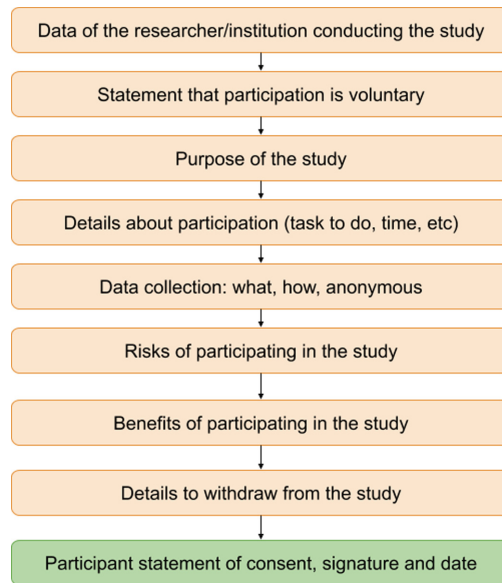 Data of the researcher/institution conducting the study
Statement that participation is voluntary
Purpose of the study
Details about participation (task to do, time, etc)
Data collection: what, how, anonymous
Risks of participating in the study
Benefits of participating in the study
Details to withdraw from the study
Participant statement of consent, signature and date